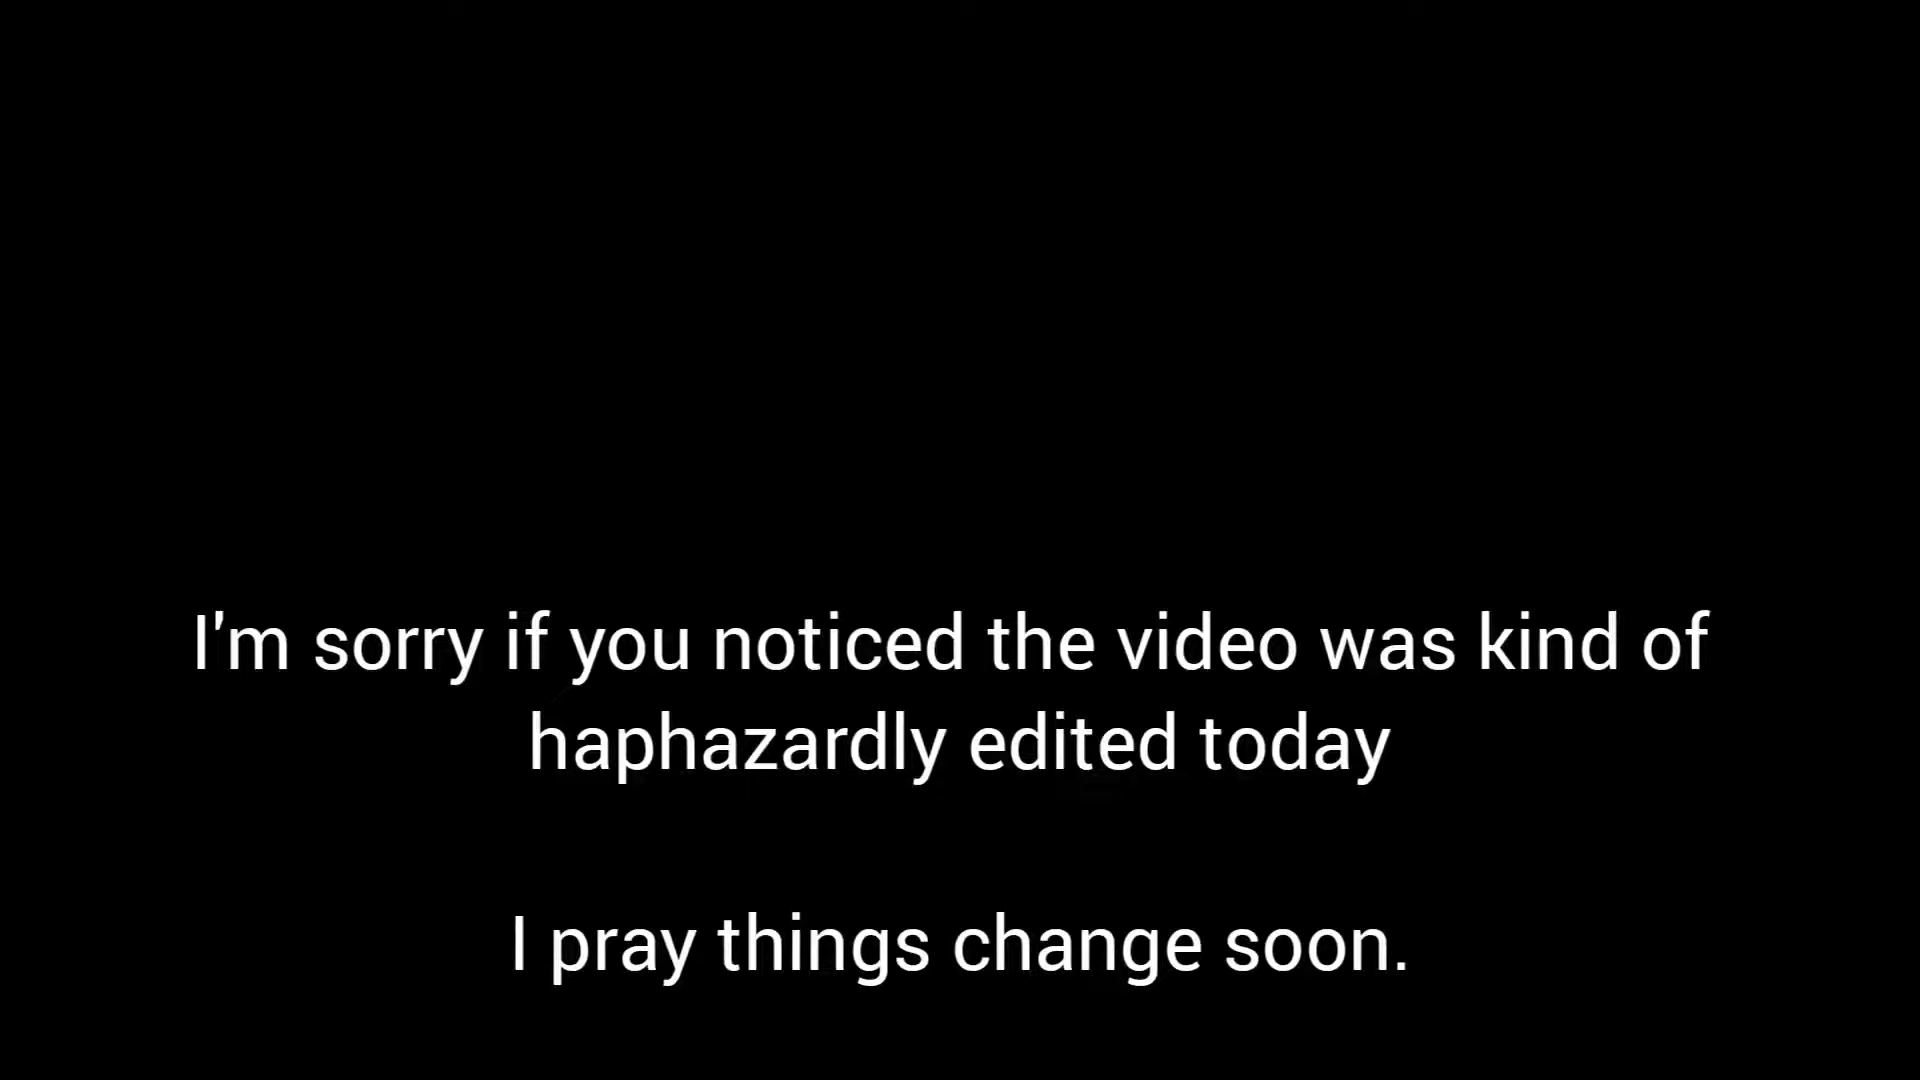 I'm sorry if you noticed the video was kind of
haphazardly edited today
I pray things change soon.